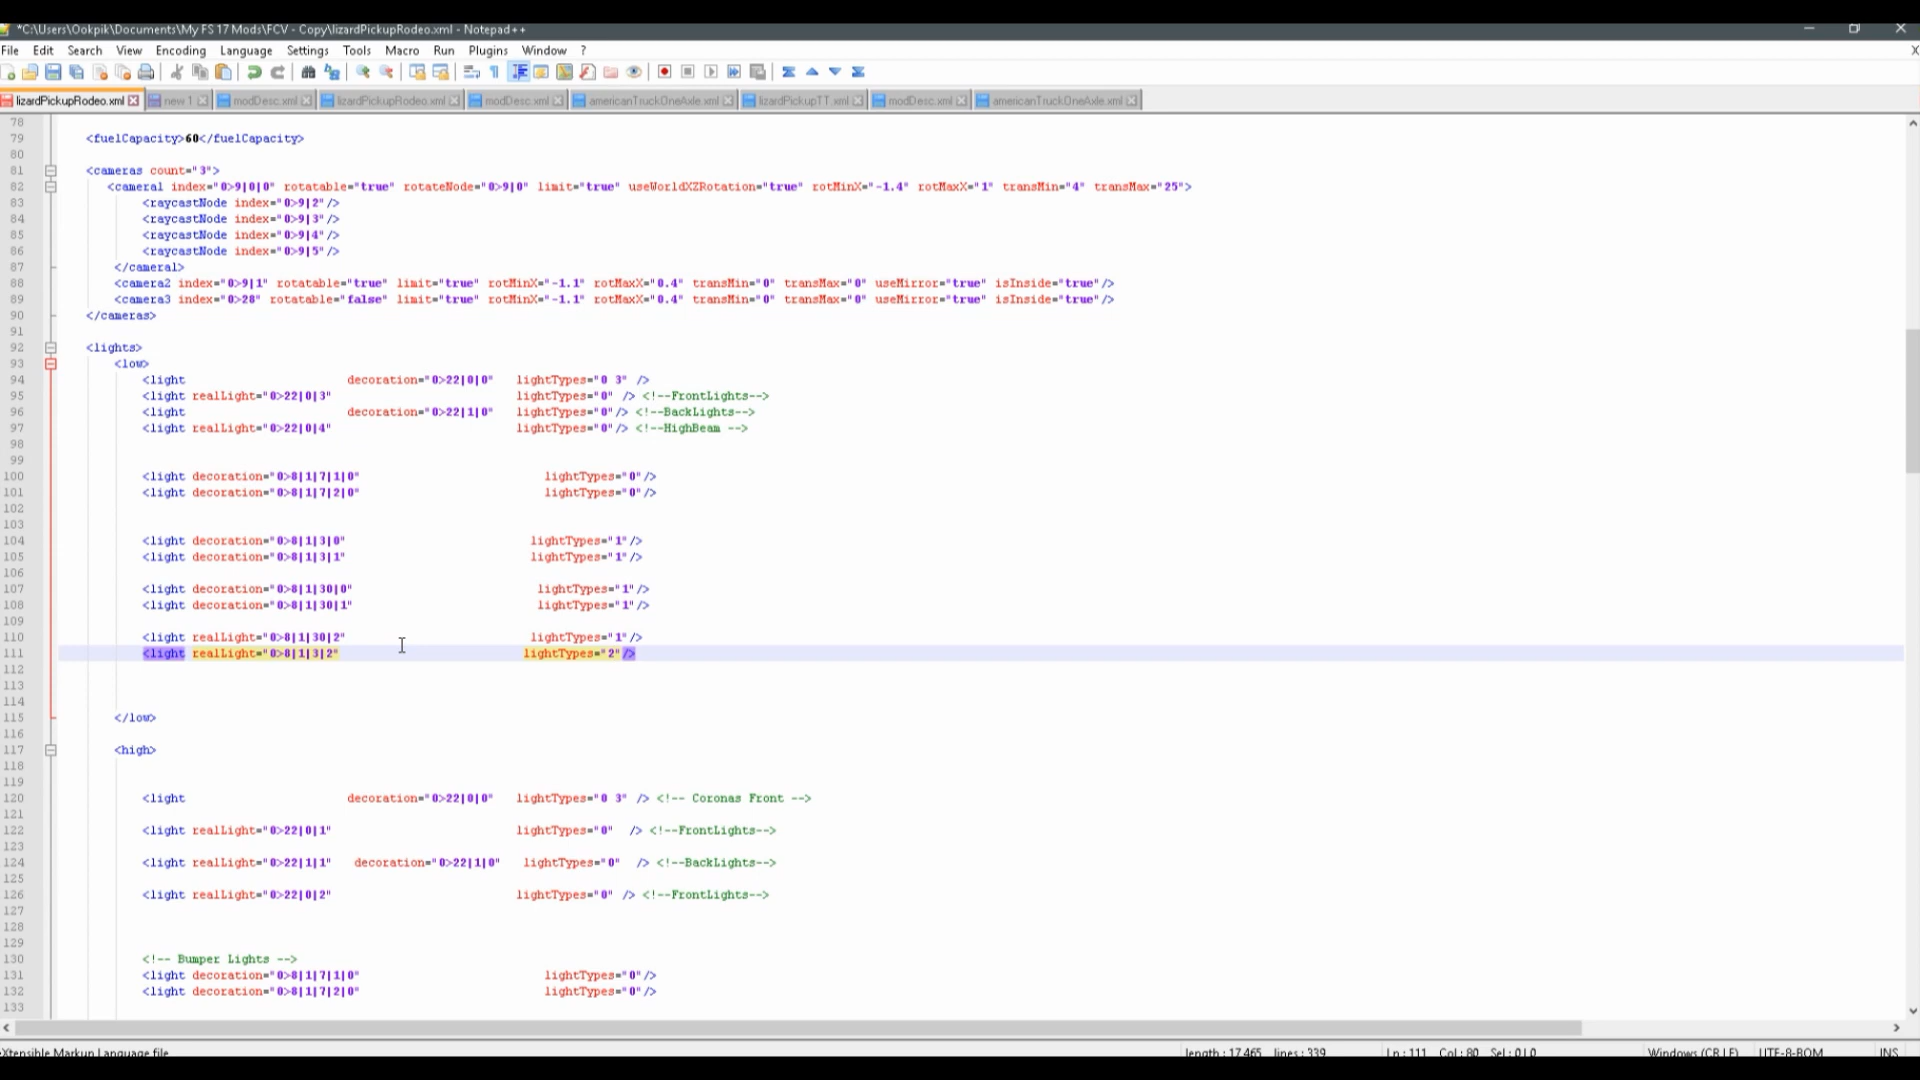 *C:\Users\Ookpik\Documents\My FS 17 Mods\FCV - Copy\lizardPickupRodeo.xml - Notepad++
File Edit Search View Encoding Language Settings Tools Macro Run Plugins Window ? X
lizardPickupRodeo.xml new 1 modDesc.xml lizardPickupRodeo.xml modDesc.xml americanTruckOneAxle.xml lizardPickupTT.xml modDesc.xml americanTruckOneAxle.xml
78
79 <fuelCapacity>60</fuelCapacity>
80
81 <cameras count="3">
82 <camera1 index="0>9|0|0" rotatable="true" rotateNode="0>9|0" limit="true" useWorldXZRotation="true" rotMinX="-1.4" rotMaxX="1" transMin="4" transMax="25">
83 <raycastNode index="0>9|2"/>
84 <raycastNode index="0>9|3"/>
85 <raycastNode index="0>9|4"/>
86 <raycastNode index="0>9|5"/>
87 </camera1>
88 <camera2 index="0>9|1" rotatable="true" limit="true" rotMinX="-1.1" rotMaxX="0.4" transMin="0" transMax="0" useMirror="true" isInside="true"/>
89 <camera3 index="0>28" rotatable="false" limit="true" rotMinX="-1.1" rotMaxX="0.4" transMin="0" transMax="0" useMirror="true" isInside="true"/>
90 </cameras>
91
92 <lights>
93 <low>
94 <light decoration="0>22|0|0" lightTypes="0 3" />
95 <light realLight="0>22|0|3" lightTypes="0" /> <!--FrontLights-->
96 <light decoration="0>22|1|0" lightTypes="0"/> <!--BackLights-->
97 <light realLight="0>22|0|4" lightTypes="0"/> <!--HighBeam -->
98
99
100 <light decoration="0>8|1|7|1|0" lightTypes="0"/>
101 <light decoration="0>8|1|7|2|0" lightTypes="0"/>
102
103
104 <light decoration="0>8|1|3|0" lightTypes="1"/>
105 <light decoration="0>8|1|3|1" lightTypes="1"/>
106
107 <light decoration="0>8|1|30|0" lightTypes="1"/>
108 <light decoration="0>8|1|30|1" lightTypes="1"/>
109
110 <light realLight="0>8|1|30|2" lightTypes="1"/>
111 <light realLight="0>8|1|3|2" lightTypes="2"/>
112
113
114
115 </low>
116
117 <high>
118
119
120 <light decoration="0>22|0|0" lightTypes="0 3" /> <!-- Coronas Front -->
121
122 <light realLight="0>22|0|1" lightTypes="0" /> <!--FrontLights-->
123
124 <light realLight="0>22|1|1" decoration="0>22|1|0" lightTypes="0" /> <!--BackLights-->
125
126 <light realLight="0>22|0|2" lightTypes="0" /> <!--FrontLights-->
127
128
129
130 <!-- Bumper Lights -->
131 <light decoration="0>8|1|7|1|0" lightTypes="0"/>
132 <light decoration="0>8|1|7|2|0" lightTypes="0"/>
133
eXtensible Markup Language file length : 17,465 lines : 339 Ln : 111 Col : 80 Sel : 0 | 0 Windows (CR LF) UTF-8-BOM INS